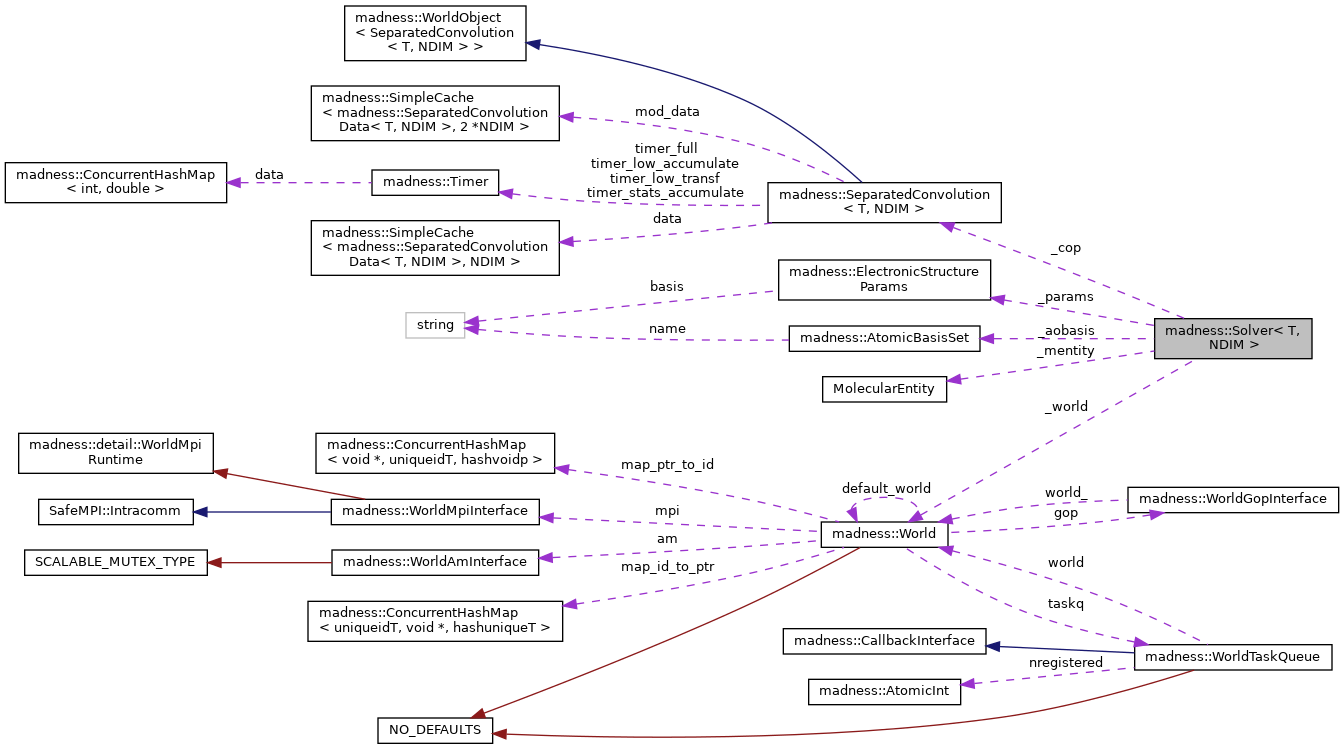 madness::WorldObject
< SeparatedConvolution
< T, NDIM > >
madness::SimpleCache
< madness::SeparatedConvolution
Data< T, NDIM >, 2 *NDIM >
mod_data
timer_full
timer_low_accumulate
timer_low_transf
timer_stats_accumulate
madness::ConcurrentHashMap
< int, double >
data
madness::Timer
madness::SeparatedConvolution
< T, NDIM >
data
madness::SimpleCache
< madness::SeparatedConvolution
Data< T, NDIM >, NDIM >
_cop
madness::ElectronicStructure
Params
basis
_params
string
name
madness::AtomicBasisSet
_aobasis
madness::Solver< T,
NDIM >
_mentity
MolecularEntity
_world
madness::detail::WorldMpi
Runtime
madness::ConcurrentHashMap
< void *, uniqueidT, hashvoidp >
map_ptr_to_id
default_world
world_
madness::WorldGopInterface
gop
SafeMPI::Intracomm
madness::WorldMpiInterface
mpi
madness::World
am
SCALABLE_MUTEX_TYPE
madness::WorldAmInterface
map_id_to_ptr
world
madness::ConcurrentHashMap
< uniqueidT, void *, hashuniqueT >
taskq
madness::CallbackInterface
madness::WorldTaskQueue
nregistered
madness::AtomicInt
NO_DEFAULTS